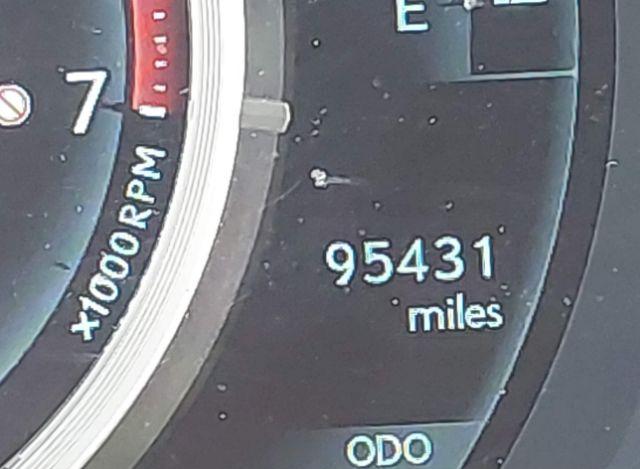 E
7
x1000RPM
95431
miles
ODO